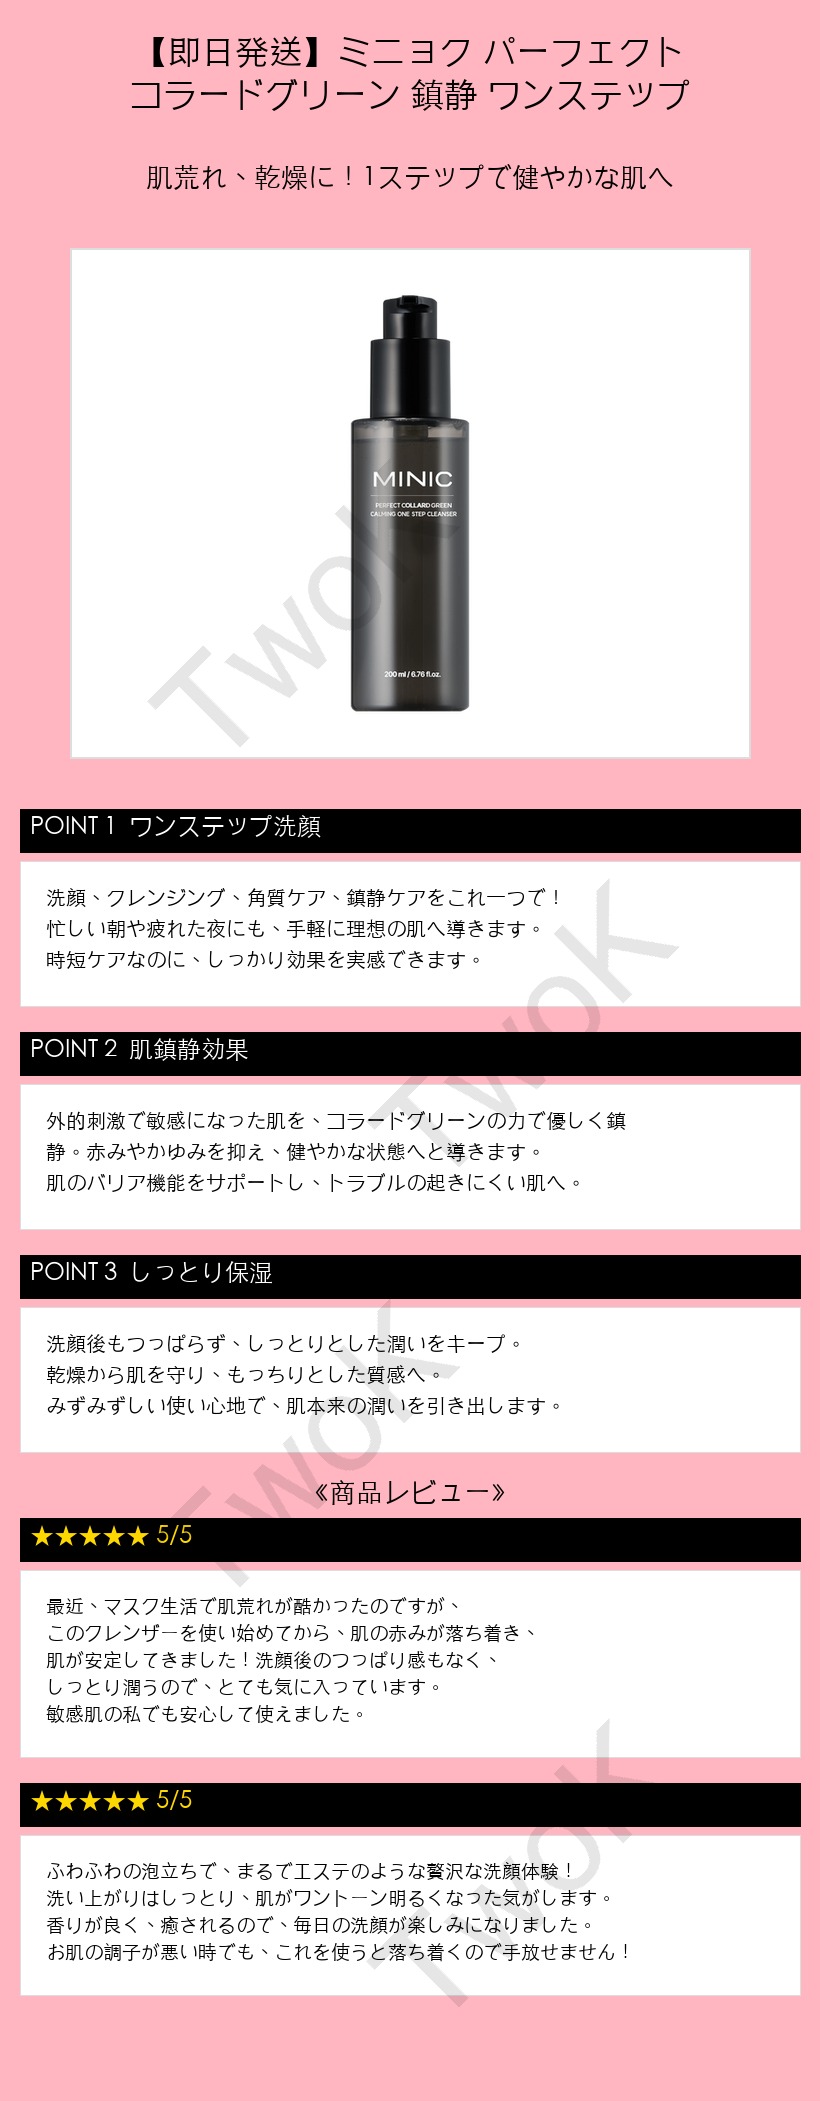 【即日発送】ミニヨク パーフェクト
コラードグリーン 鎮静 ワンステップ
肌荒れ、乾燥に！1ステップで健やかな肌へ
MINIC
PERFECT COLLARD GREEN
CALMING ONE STEP CLEANSER
200 ml / 6.76 fl.oz.
TwoK
POINT 1 ワンステップ洗顔
洗顔、クレンジング、角質ケア、鎮静ケアをこれ一つで！
忙しい朝や疲れた夜にも、手軽に理想の肌へ導きます。
時短ケアなのに、しっかり効果を実感できます。
TwoK
POINT 2 肌鎮静効果
外的刺激で敏感になった肌を、コラードグリーンの力で優しく鎮
静。赤みやかゆみを抑え、健やかな状態へと導きます。
肌のバリア機能をサポートし、トラブルの起きにくい肌へ。
POINT 3 しっとり保湿
洗顔後もつっぱらず、しっとりとした潤いをキープ。
乾燥から肌を守り、もっちりとした質感へ。
みずみずしい使い心地で、肌本来の潤いを引き出します。
TwoK
《商品レビュー》
★★★★★ 5/5
最近、マスク生活で肌荒れが酷かったのですが、
このクレンザーを使い始めてから、肌の赤みが落ち着き、
肌が安定してきました！洗顔後のつっぱり感もなく、
しっとり潤うので、とても気に入っています。
敏感肌の私でも安心して使えました。
★★★★★ 5/5
ふわふわの泡立ちで、まるでエステのような贅沢な洗顔体験！
洗い上がりはしっとり、肌がワントーン明るくなった気がします。
香りが良く、癒されるので、毎日の洗顔が楽しみになりました。
お肌の調子が悪い時でも、これを使うと落ち着くので手放せません！
TwoK